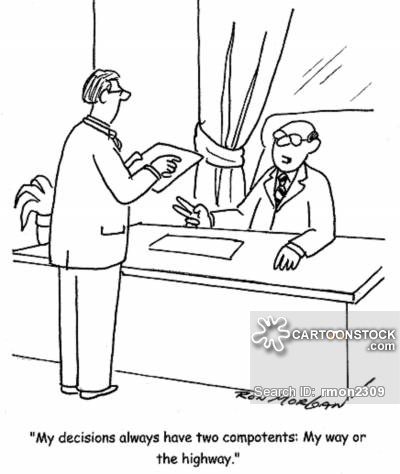 CARTOONSTOCK
.com
Search ID: rmon2309
RON MORGAN
"My decisions always have two compotents: My way or
the highway."